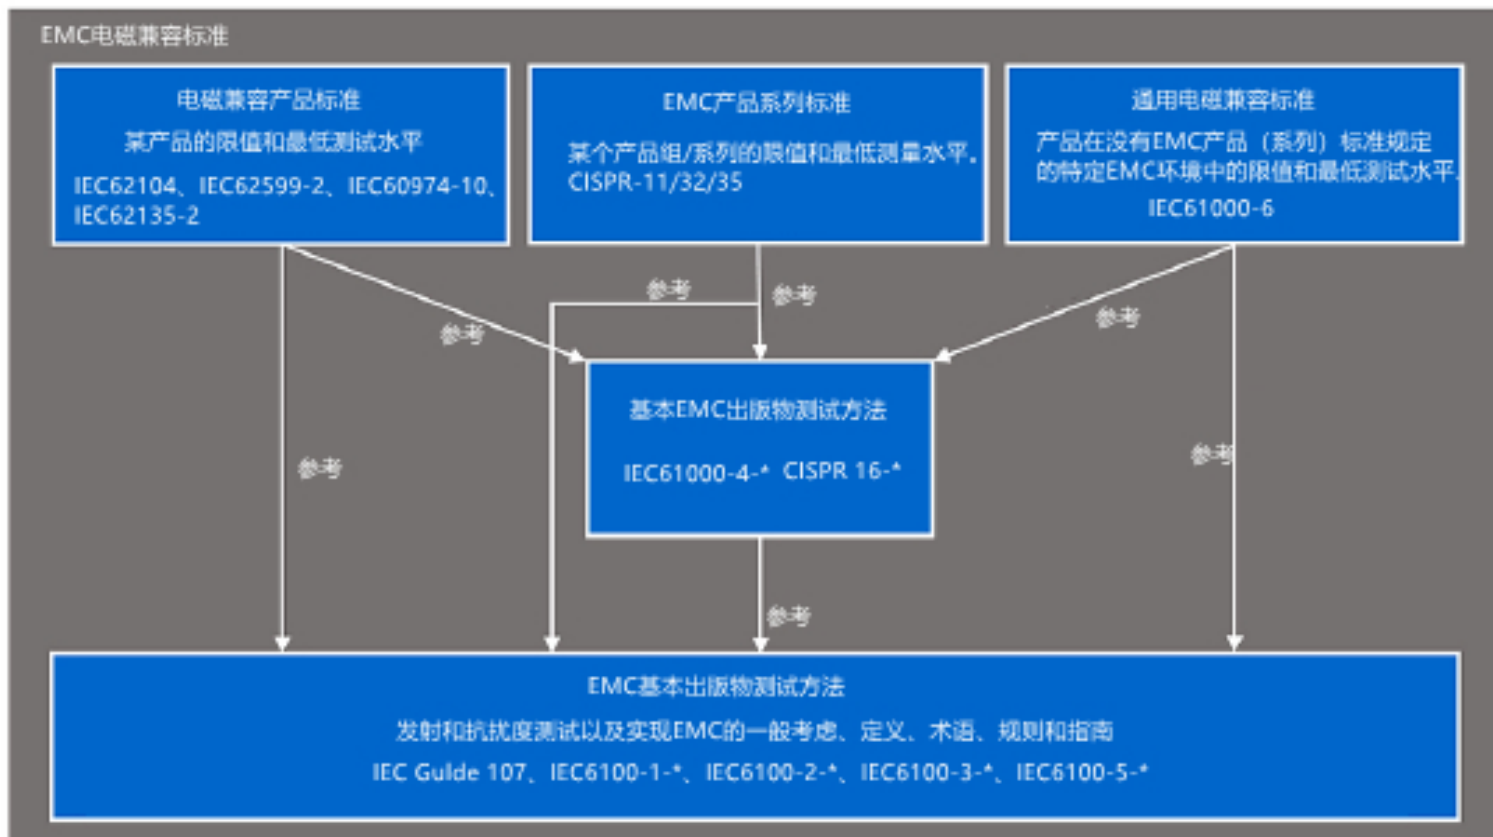 EMC电磁兼容标准
电磁兼容产品标准
某产品的限值和最低测试水平
IEC62104、IEC62599-2、IEC60974-10、
IEC62135-2
EMC产品系列标准
某个产品组/系列的限值和最低测量水平。
CISPR-11/32/35
通用电磁兼容标准
产品在没有EMC产品（系列）标准规定
的特定EMC环境中的限值和最低测试水平.
IEC61000-6
参考
参考
参考
参考
基本EMC出版物测试方法
IEC61000-4-* CISPR 16-*
参考
参考
参考
EMC基本出版物测试方法
发射和抗扰度测试以及实现EMC的一般考虑、定义、术语、规则和指南
IEC Gulde 107、IEC6100-1-*、IEC6100-2-*、IEC6100-3-*、IEC6100-5-*